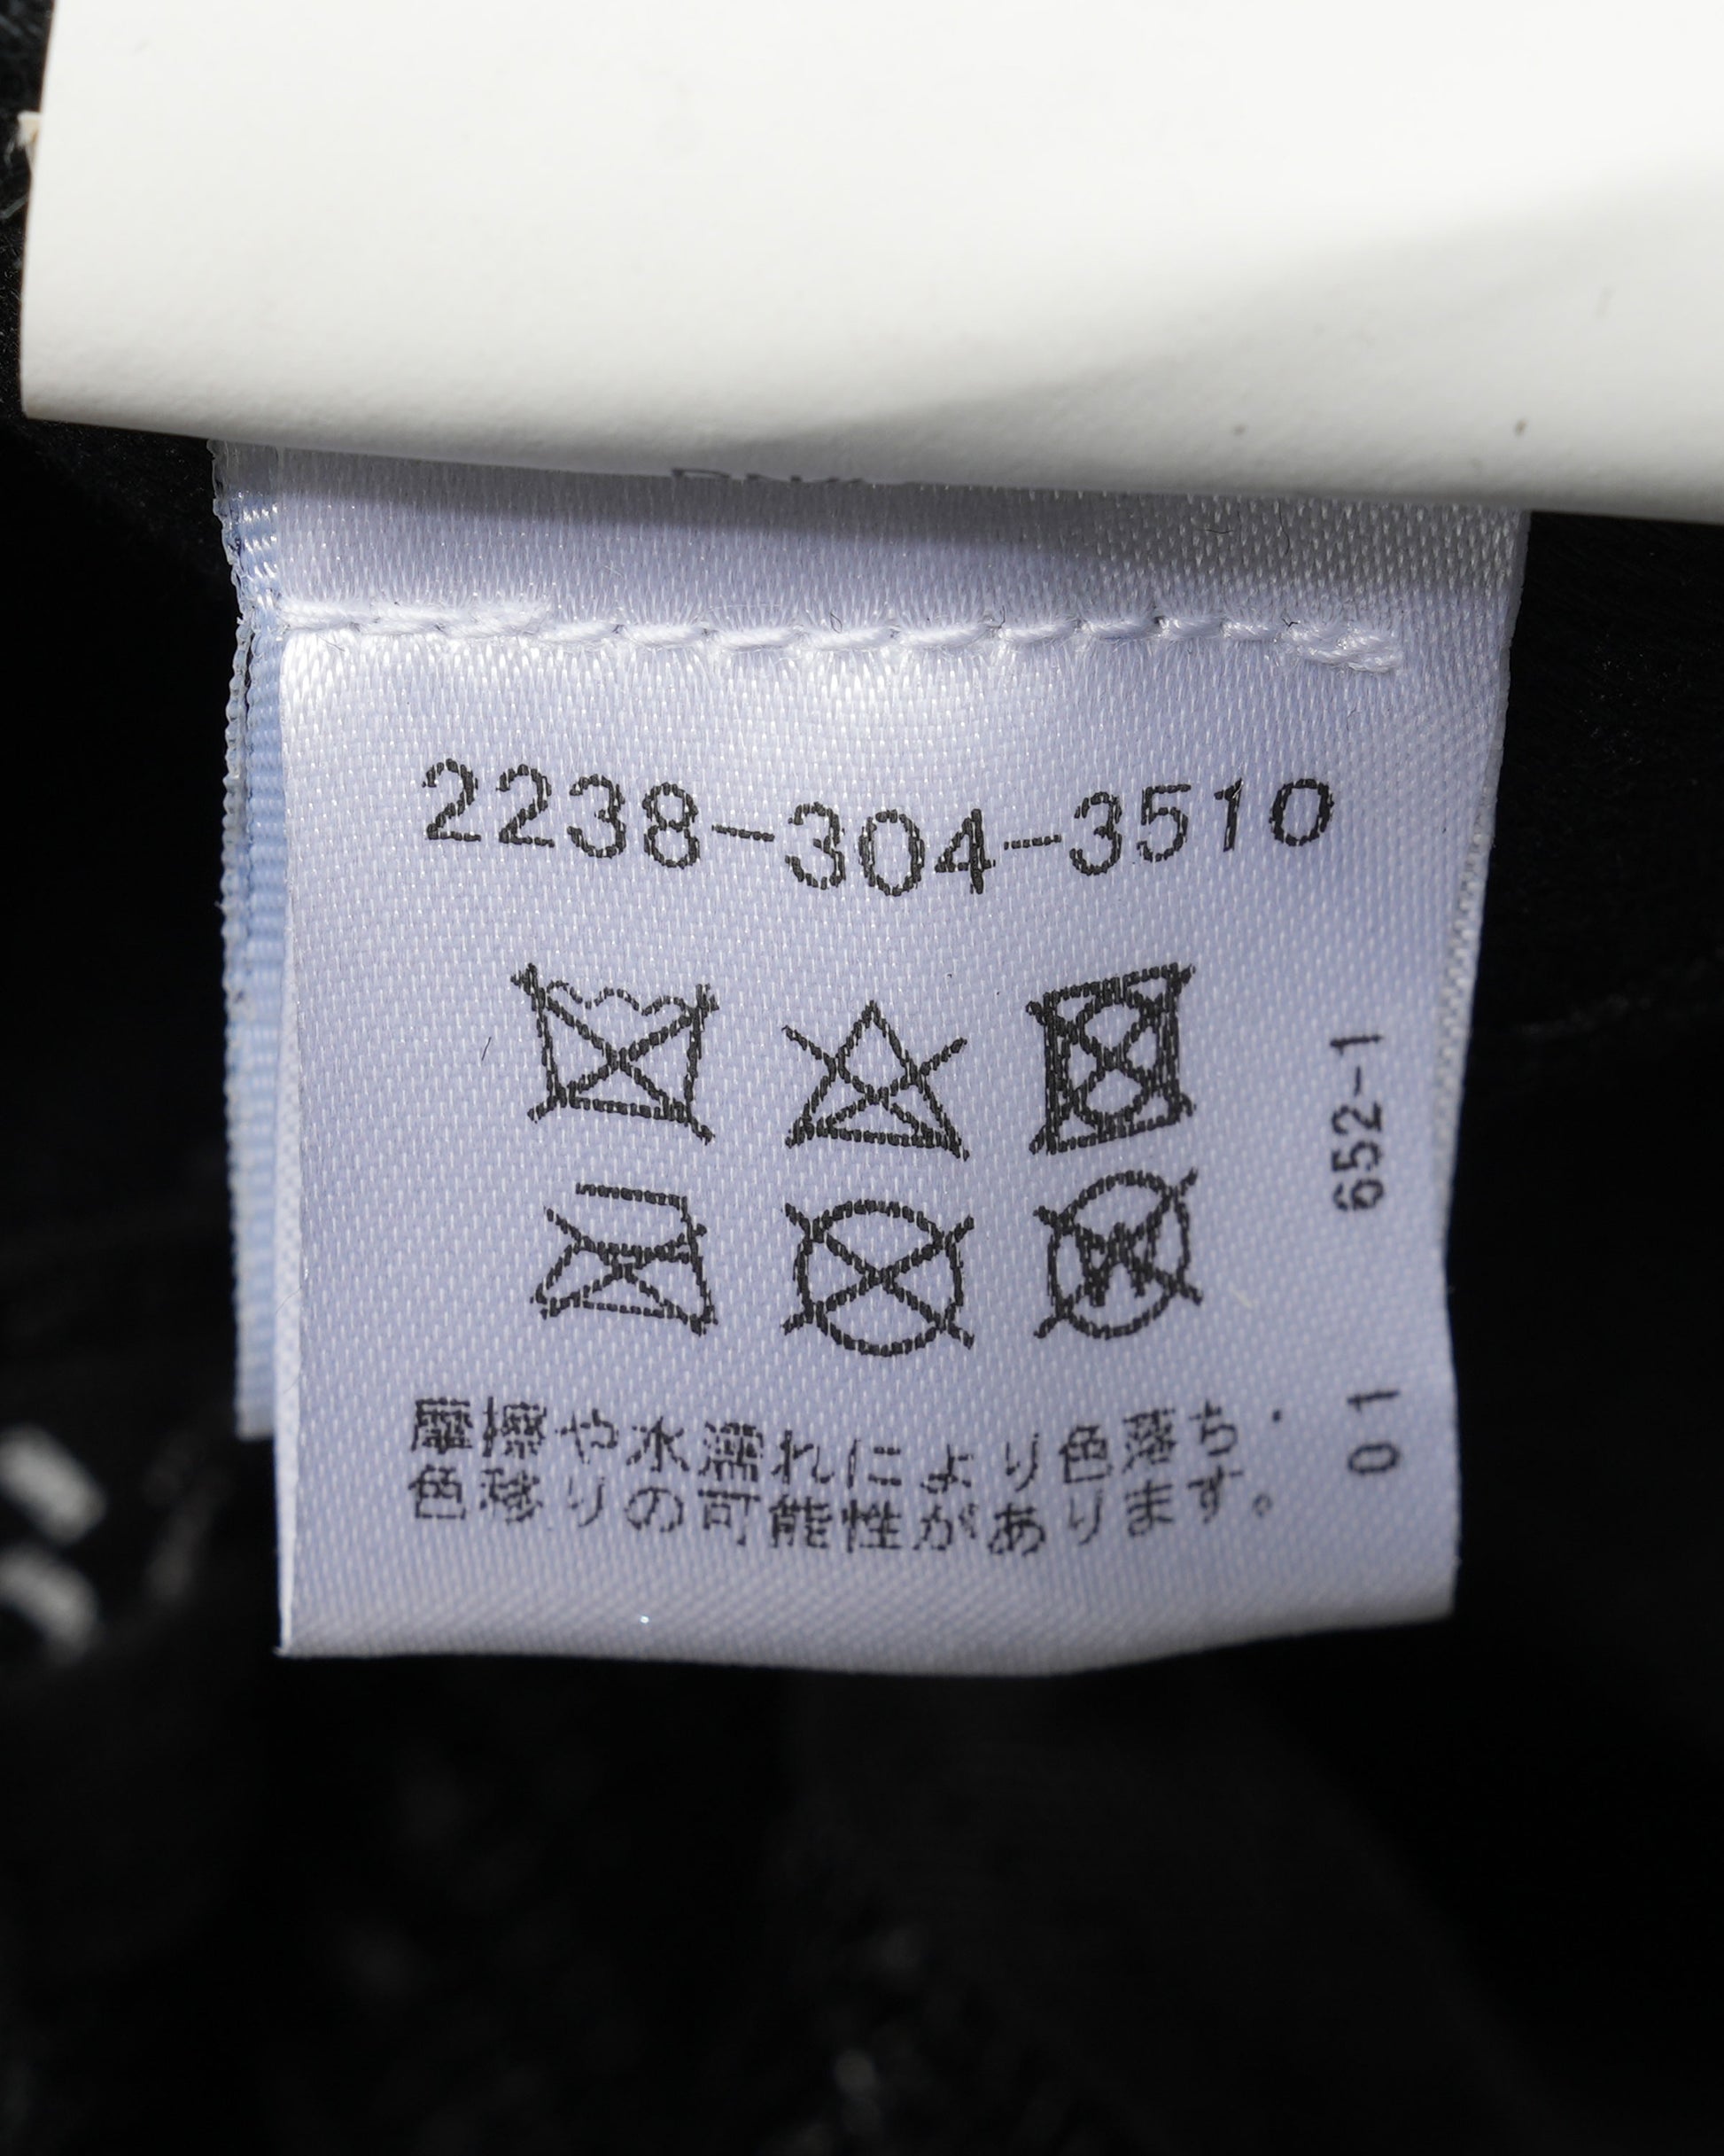 2238-304-3510
W
摩擦や水濡れにより色落ち・
色移りの可能性があります。
652-1
01